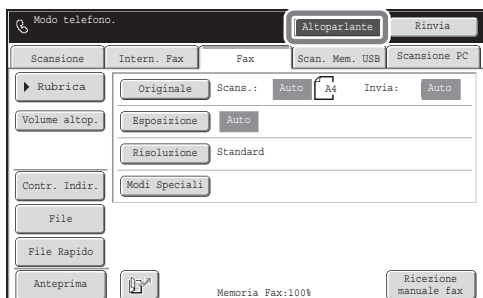 Modo telefono.
Altoparlante
Rinvia
Scansione
Intern. Fax
Fax
Scan. Mem. USB
Scansione PC
Rubrica
Originale
Scans.:
Auto
A4
Invia:
Auto
Volume altop.
Esposizione
Auto
Risoluzione
Standard
Contr. Indir.
Modi Speciali
File
File Rapido
Anteprima
Memoria Fax:100%
Ricezione
manuale fax